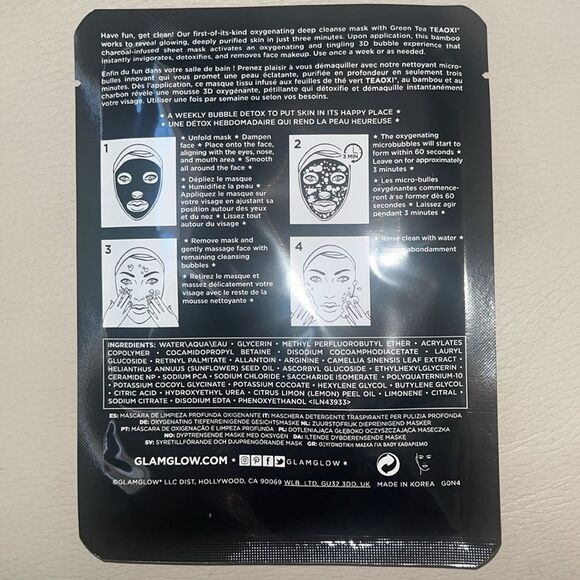 Have fun, get clean! Our first-of-its-kind oxygenating deep cleanse mask with Green Tea TEAOXI®
works to reveal glowing, deeply purified skin in just three minutes. Upon application, this bamboo
charcoal-infused sheet mask activates an oxygenating and tingling 3D bubble experience that
instantly invigorates, detoxifies, and removes makeup. Use once a week or as needed.
Enfin du fun dans votre salle de bain ! Prenez plaisir à vous démaquiller avec notre nettoyant micro-
bulles innovant qui vous promet une peau éclatante, purifiée en profondeur en seulement trois
minutes. Dès l'application, ce masque tissu infusé aux feuilles de thé vert TEAOXI®, au bambou et au
charbon révèle une mousse 3D oxygénée, pétillante qui détoxifie et démaquille instantanément
votre visage. Utilisez une fois par semaine ou selon vos besoins.
★ A WEEKLY BUBBLE DETOX TO PUT SKIN IN ITS HAPPY PLACE ★
★ UNE DÉTOX HEBDOMADAIRE QUI REND LA PEAU HEUREUSE ★
1
★ Unfold mask ★ Dampen
face ★ Place onto the face,
aligning with the eyes, nose,
and mouth area ★ Smooth
all around the face ★
★ Dépliez le masque
★ Humidifiez la peau ★
Appliquez le masque sur
votre visage en ajustant sa
position autour des yeux
et du nez ★ Lissez tout
autour du visage ★
2
3 MIN
★ The oxygenating
microbubbles will start to
form within 60 seconds ★
Leave on for approximately
3 minutes ★
★ Les micro-bulles
oxygénantes commence-
ront à se former dès 60
secondes ★ Laissez agir
pendant 3 minutes ★
3
★ Remove mask and
gently massage face with
remaining cleansing
bubbles ★
★ Retirez le masque et
massez délicatement votre
visage avec le reste de la
mousse nettoyante ★
4
★ Rinse clean with water ★
abondamment
INGREDIENTS: WATER\AQUA\EAU • GLYCERIN • METHYL PERFLUOROBUTYL ETHER • ACRYLATES
COPOLYMER • COCAMIDOPROPYL BETAINE • DISODIUM COCOAMPHODIACETATE • LAURYL
GLUCOSIDE • RETINYL PALMITATE • ALLANTOIN • ARGININE • CAMELLIA SINENSIS LEAF EXTRACT •
HELIANTHUS ANNUUS (SUNFLOWER) SEED OIL • ASCORBYL GLUCOSIDE • ETHYLHEXYLGLYCERIN •
CERAMIDE NP • SODIUM PCA • SODIUM CHLORIDE • SACCHARIDE ISOMERATE • POLYQUATERNIUM-10
• POTASSIUM COCOYL GLYCINATE • POTASSIUM COCOATE • HEXYLENE GLYCOL • BUTYLENE GLYCOL
• CITRIC ACID • HYDROXYETHYL UREA • CITRUS LIMON (LEMON) PEEL OIL • LIMONENE • CITRAL •
SODIUM CITRATE • DISODIUM EDTA • PHENOXYETHANOL <ILN43933>
ES: MÁSCARA DE LIMPIEZA PROFUNDA OXIGENANTE IT: MASCHERA DETERGENTE TRASPIRANTE PER PULIZIA PROFONDA
DE: OXYGENATING TIEFENREINIGENDE GESICHTSMASKE NL: ZUURSTOFRIJK DIEPREINIGEND MASKER
PT: MÁSCARA DE OXIGENAÇÃO E LIMPEZA PROFUNDA PL: DOTLENIAJĄCA GŁĘBOKO OCZYSZCZAJĄCA MASECZKA
NO: DYPTRENSENDE MASKE MED OKSYGEN DA: ILTENDE DYBDERENSENDE MASKE
SV: SYRETILLFÖRANDE OCH DJUPRENGÖRANDE MASK GR: ΟΞΥΓΟΝΩΤΙΚΗ ΜΑΣΚΑ ΓΙΑ ΒΑΘΥ ΚΑΘΑΡΙΣΜΟ
GLAMGLOW.COM ★ GLAMGLOW ★
©GLAMGLOW® LLC DIST, HOLLYWOOD, CA 90069 WLB, LTD, GU32 3DD, UK MADE IN KOREA G0N4